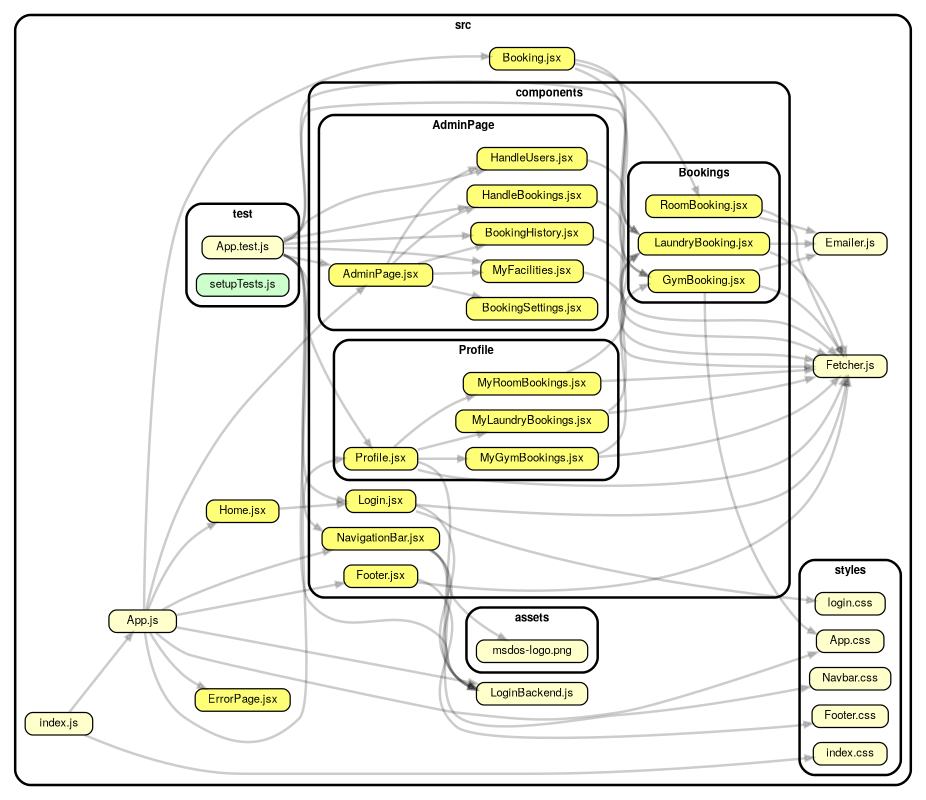 src
Booking.jsx
components
AdminPage
HandleUsers.jsx
HandleBookings.jsx
BookingHistory.jsx
AdminPage.jsx
MyFacilities.jsx
BookingSettings.jsx
Bookings
RoomBooking.jsx
LaundryBooking.jsx
GymBooking.jsx
Emailer.js
test
App.test.js
setupTests.js
Profile
MyRoomBookings.jsx
MyLaundryBookings.jsx
Profile.jsx
MyGymBookings.jsx
Fetcher.js
Login.jsx
Home.jsx
NavigationBar.jsx
Footer.jsx
App.js
assets
msdos-logo.png
LoginBackend.js
ErrorPage.jsx
index.js
styles
login.css
App.css
Navbar.css
Footer.css
index.css